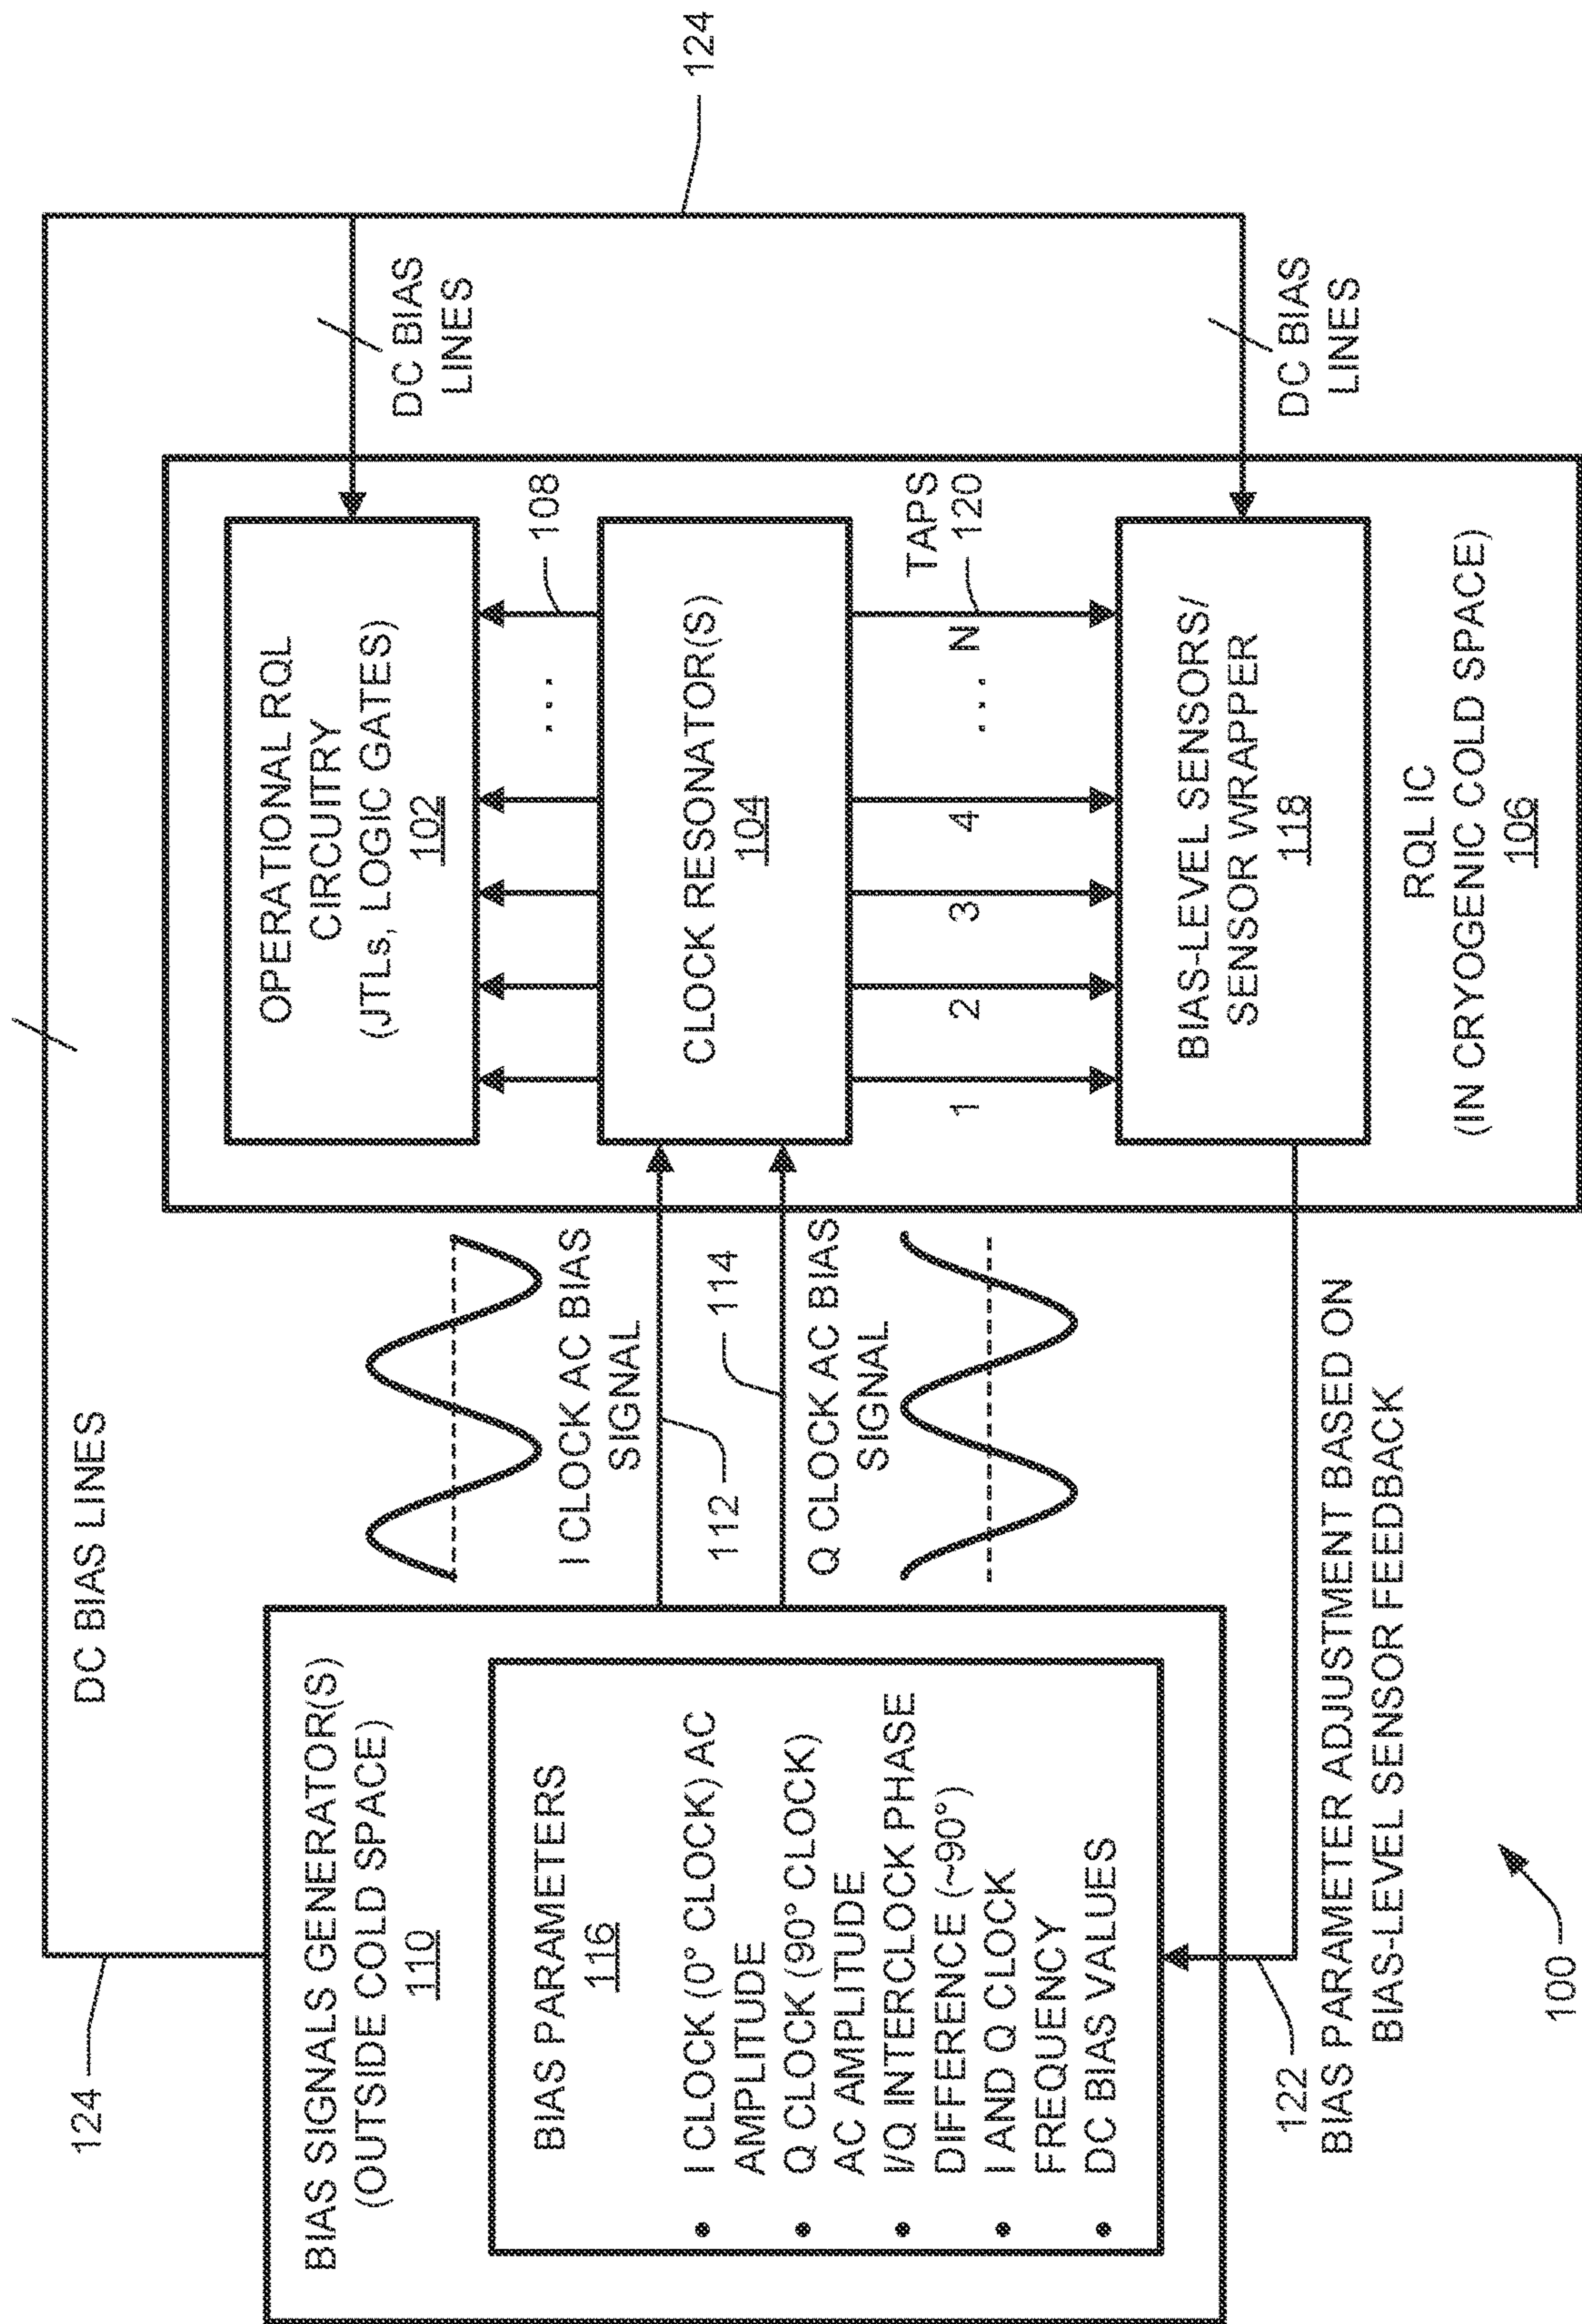 124
DC BIAS LINES
124
BIAS SIGNALS GENERATOR(S)
(OUTSIDE COLD SPACE)
110
BIAS PARAMETERS
116
• I CLOCK (0° CLOCK) AC
AMPLITUDE
• Q CLOCK (90° CLOCK)
AC AMPLITUDE
• I/Q INTERCLOCK PHASE
DIFFERENCE (~90°)
• I AND Q CLOCK
FREQUENCY
• DC BIAS VALUES
I CLOCK AC BIAS
SIGNAL
112
114
Q CLOCK AC BIAS
SIGNAL
OPERATIONAL RQL
CIRCUITRY
(JTLs, LOGIC GATES)
102
DC BIAS
LINES
. . .
108
CLOCK RESONATOR(S)
104
1
2
3
4
. . .
N
TAPS
120
BIAS-LEVEL SENSORS/
SENSOR WRAPPER
118
DC BIAS
LINES
RQL IC
(IN CRYOGENIC COLD SPACE)
106
122
BIAS PARAMETER ADJUSTMENT BASED ON
BIAS-LEVEL SENSOR FEEDBACK
100